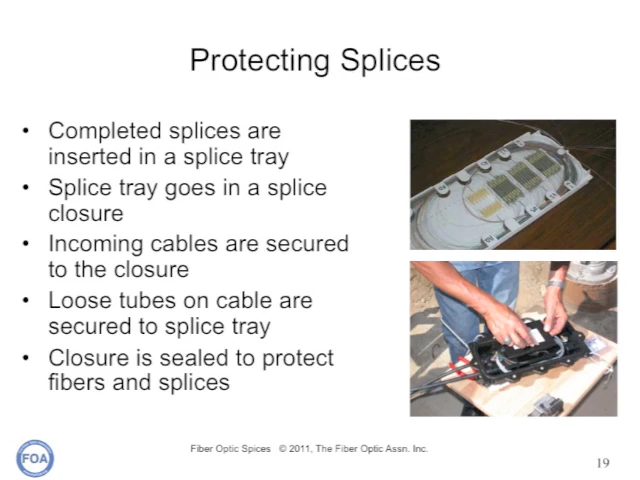 Protecting Splices
• Completed splices are
inserted in a splice tray
• Splice tray goes in a splice
closure
• Incoming cables are secured
to the closure
• Loose tubes on cable are
secured to splice tray
• Closure is sealed to protect
fibers and splices
FOA
Fiber Optic Spices © 2011, The Fiber Optic Assn. Inc.
19